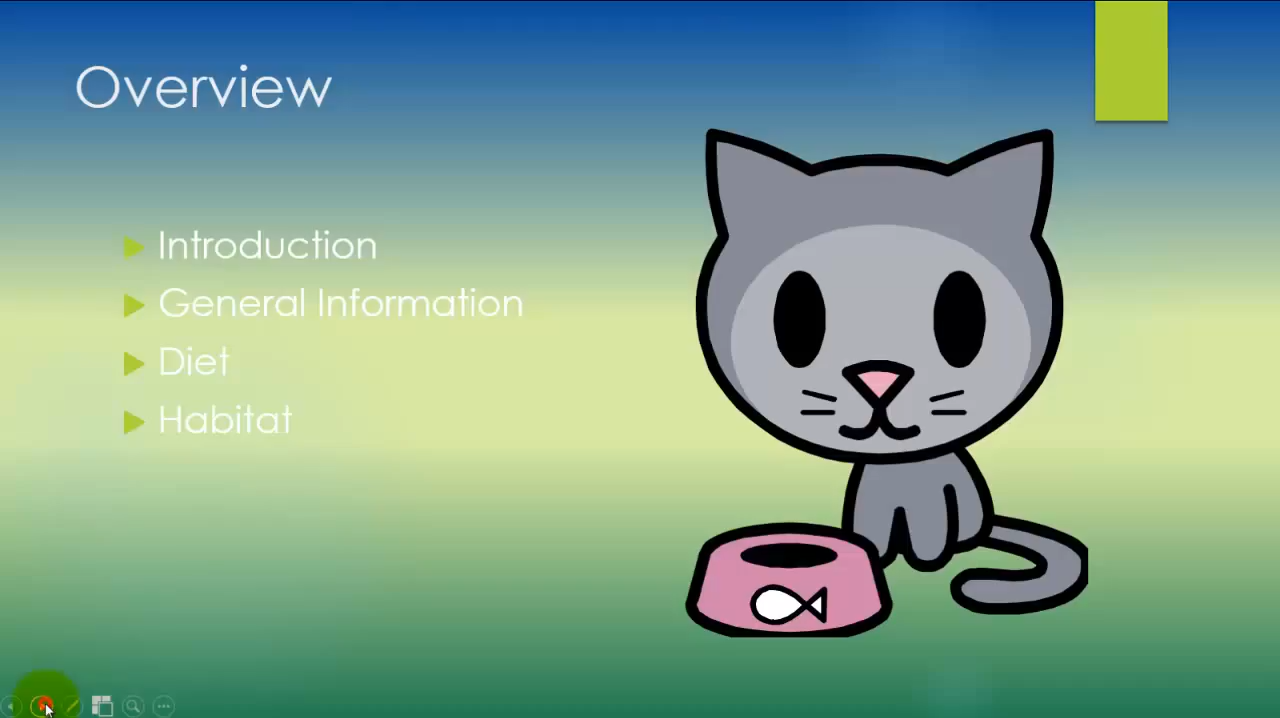 Overview
Introduction
General Information
Diet
Habitat